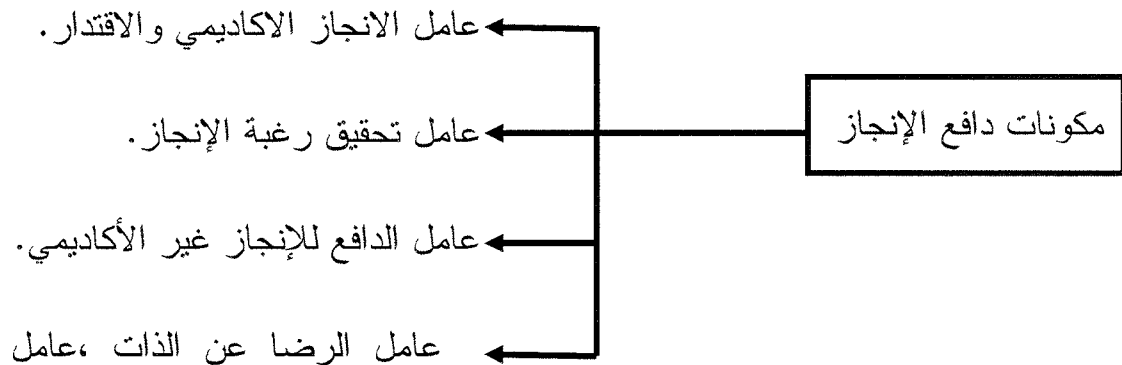 مكونات دافع الإنجاز
عامل الانجاز الاكاديمي والاقتدار.
عامل تحقيق رغبة الإنجاز.
عامل الدافع للإنجاز غير الأكاديمي.
عامل الرضا عن الذات ،عامل